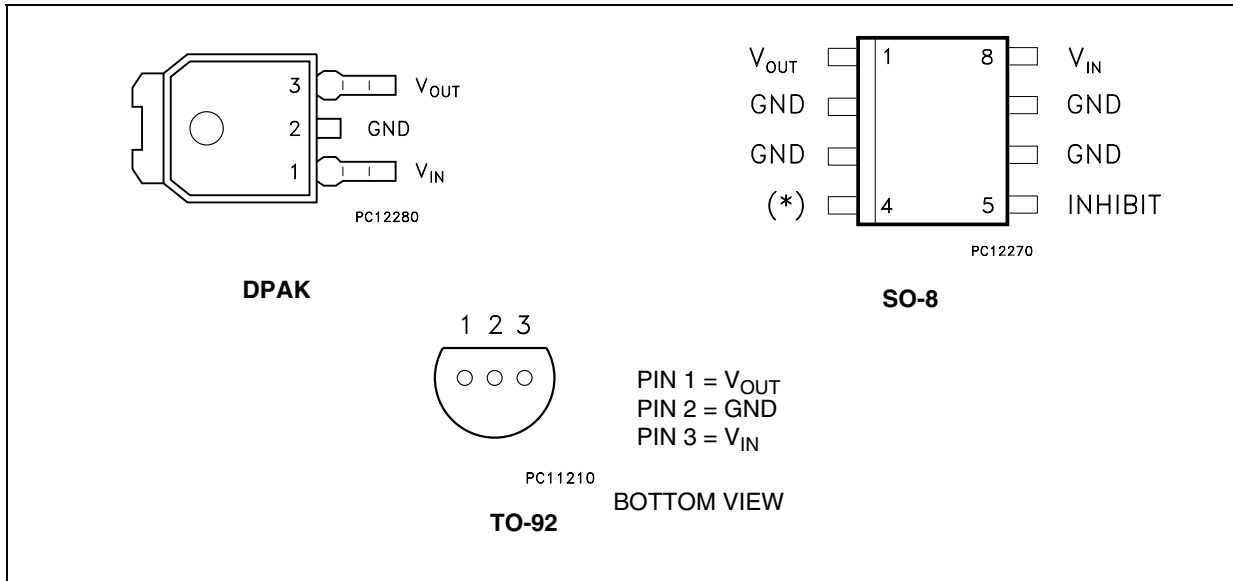 3 V_OUT
2 GND
1 V_IN
PC12280
DPAK
V_OUT 1 8 V_IN
GND GND
GND GND
(*) 4 5 INHIBIT
PC12270
SO-8
1 2 3
PIN 1 = V_OUT
PIN 2 = GND
PIN 3 = V_IN
PC11210
BOTTOM VIEW
TO-92